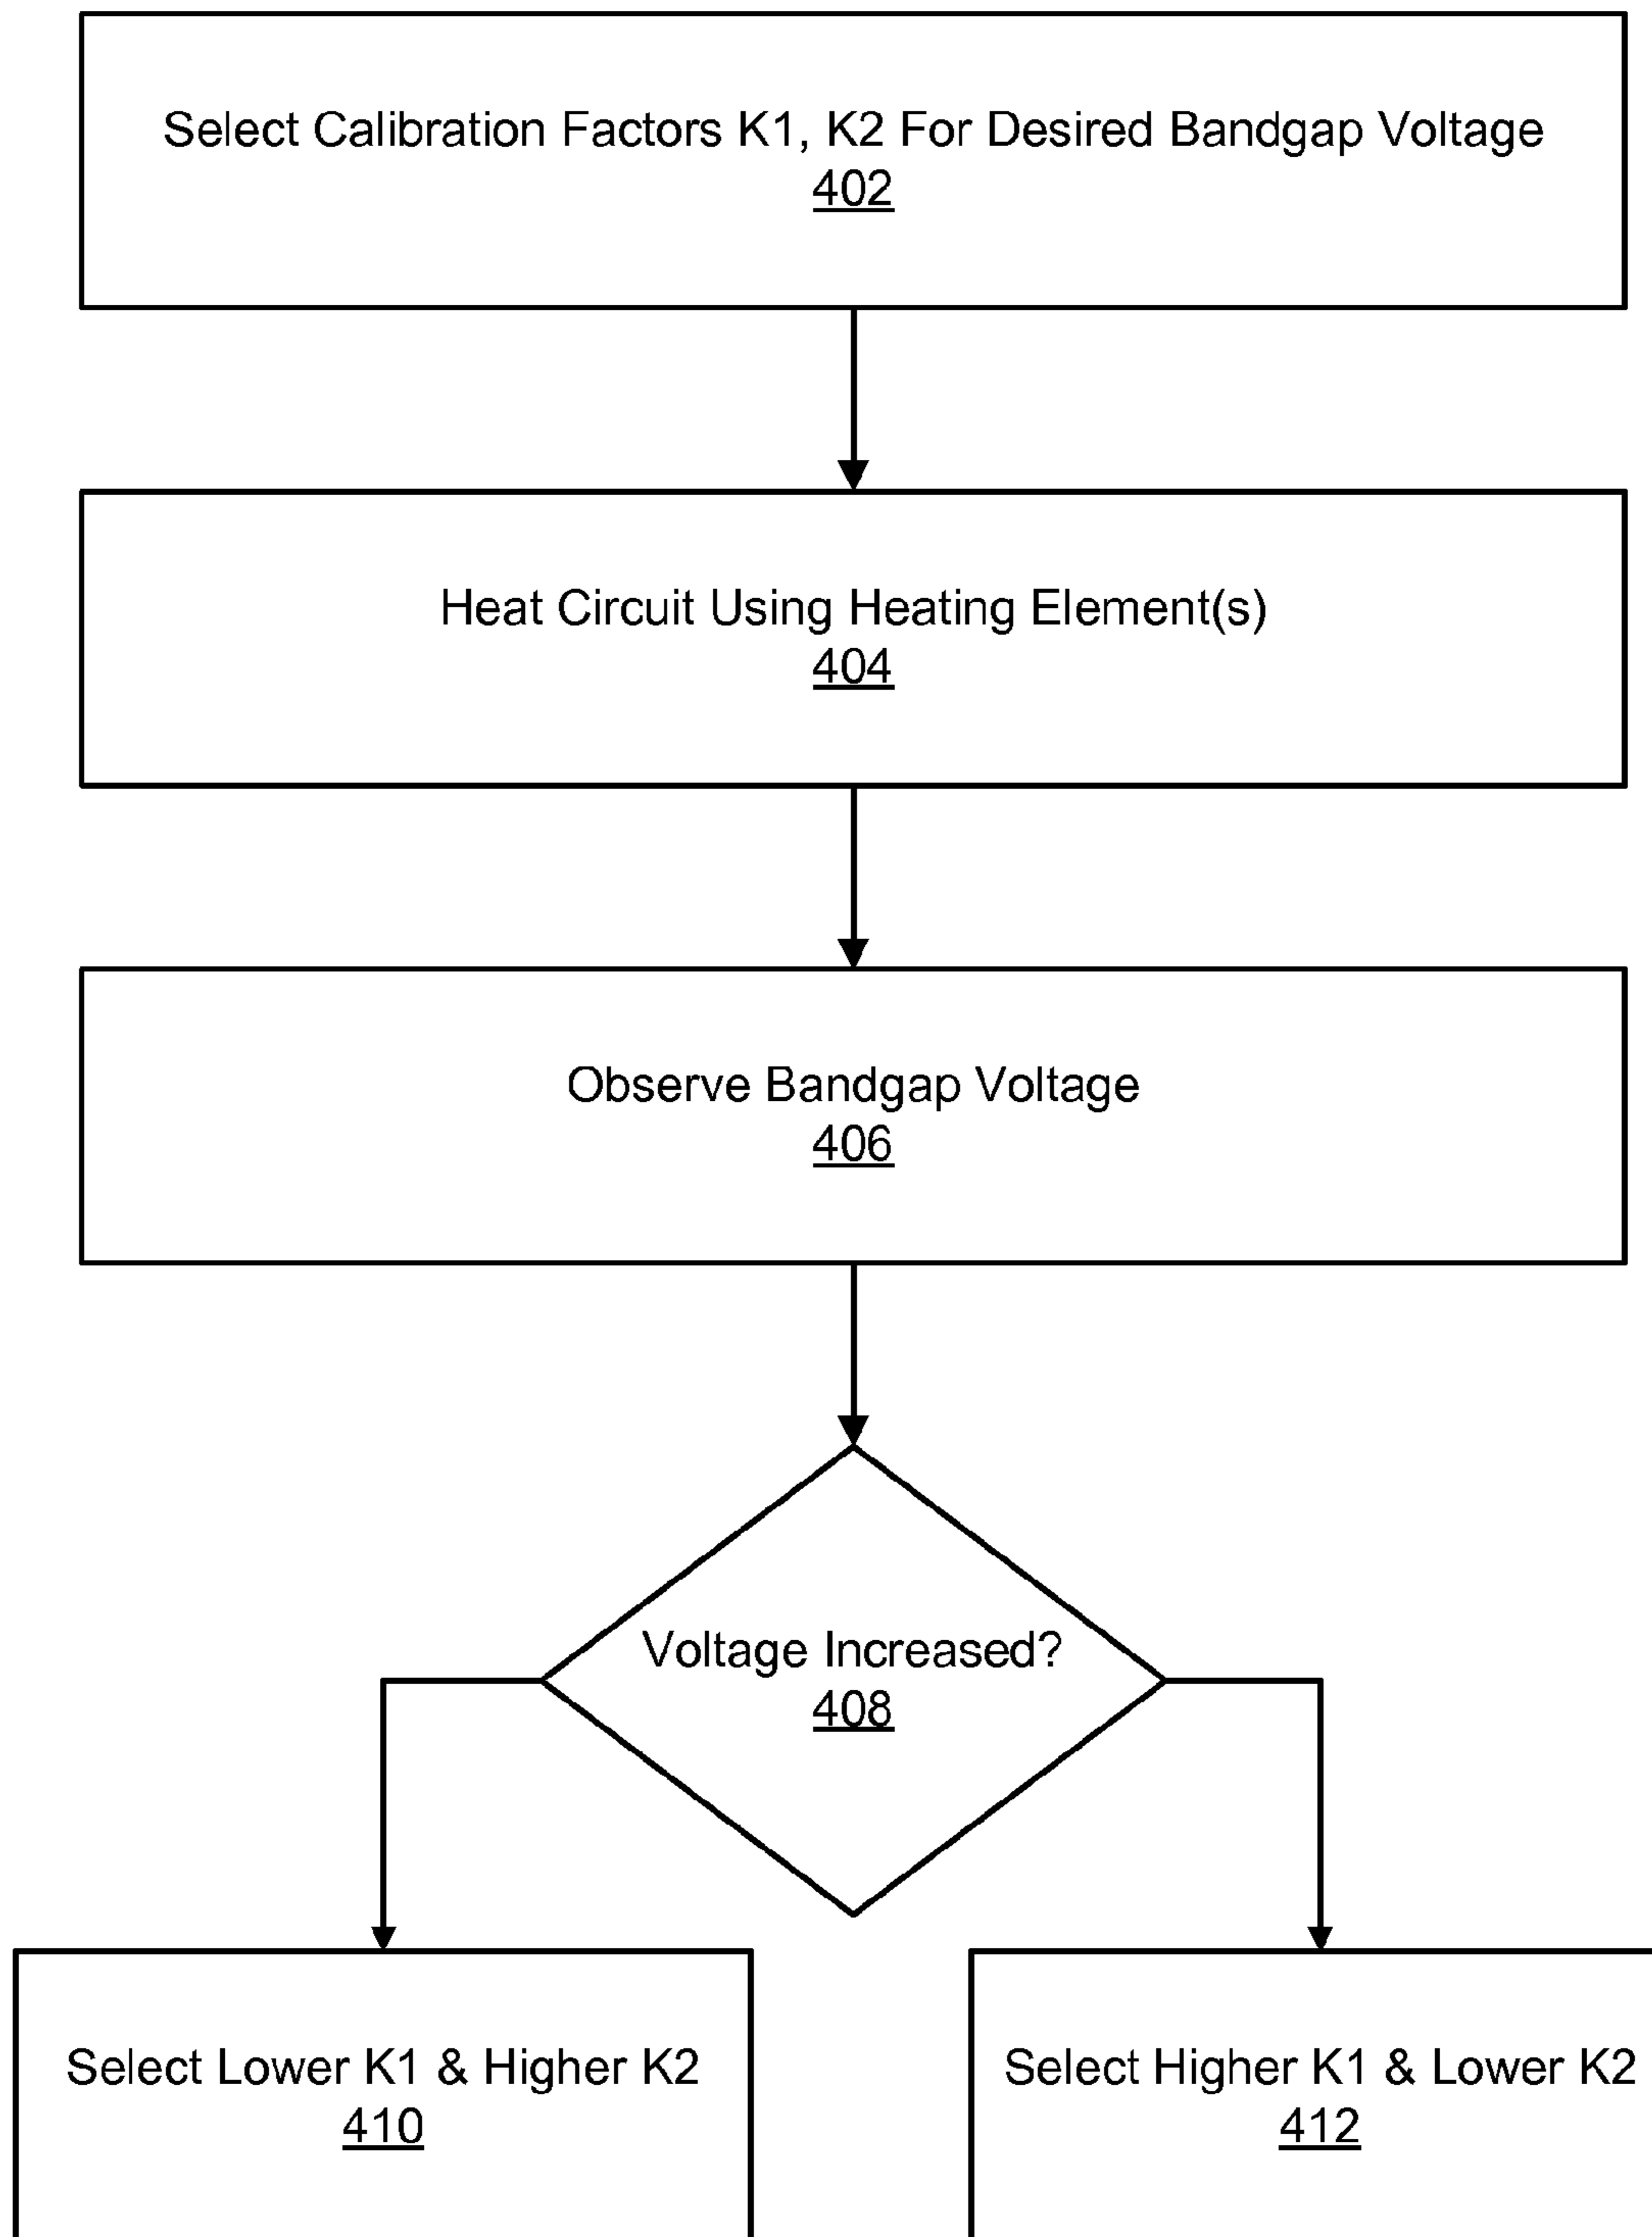 Select Calibration Factors K1, K2 For Desired Bandgap Voltage
402
Heat Circuit Using Heating Element(s)
404
Observe Bandgap Voltage
406
Voltage Increased?
408
Select Lower K1 & Higher K2
410
Select Higher K1 & Lower K2
412